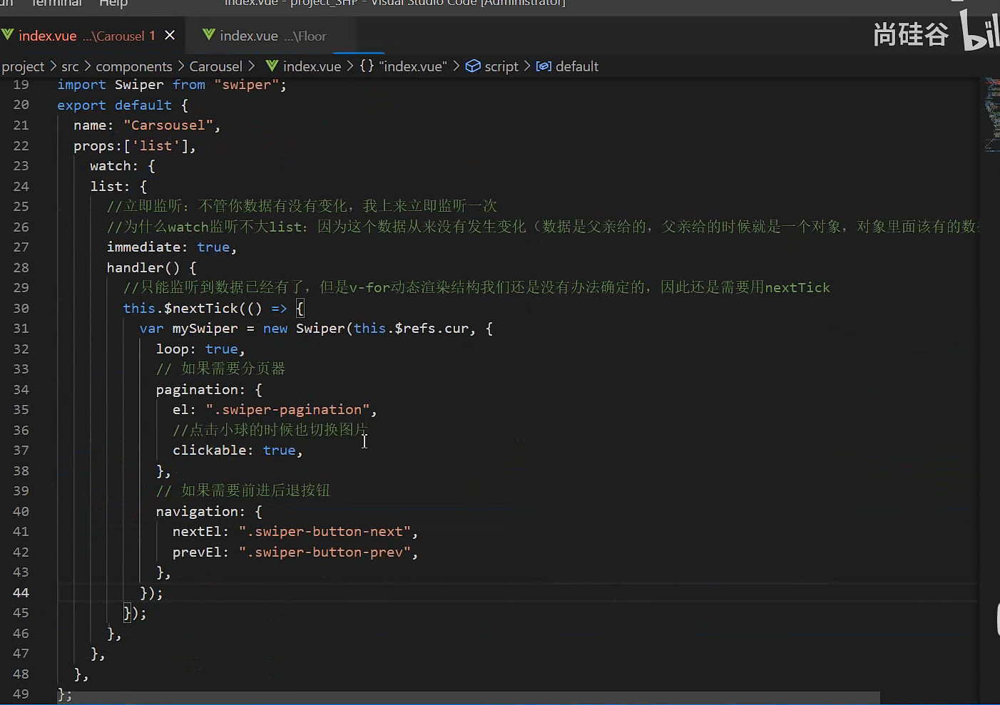 Terminal Help
index.vue - project_SHP - Visual Studio Code [Administrator]
index.vue ...\Carousel 1 × index.vue ...\Floor
尚硅谷 bil
project > src > components > Carousel > index.vue > {} "index.vue" > script > default
19 import Swiper from "swiper";
20 export default {
21 name: "Carsousel",
22 props:['list'],
23 watch: {
24 list: {
25 //立即监听：不管你数据有没有变化，我上来立即监听一次
26 //为什么watch监听不大list：因为这个数据从来没有发生变化（数据是父亲给的，父亲给的时候就是一个对象，对象里面该有的数
27 immediate: true,
28 handler() {
29 //只能监听到数据已经有了，但是v-for动态渲染结构我们还是没有办法确定的，因此还是需要用nextTick
30 this.$nextTick(() => {
31 var mySwiper = new Swiper(this.$refs.cur, {
32 loop: true,
33 // 如果需要分页器
34 pagination: {
35 el: ".swiper-pagination",
36 //点击小球的时候也切换图片
37 clickable: true,
38 },
39 // 如果需要前进后退按钮
40 navigation: {
41 nextEl: ".swiper-button-next",
42 prevEl: ".swiper-button-prev",
43 },
44 });
45 });
46 },
47 },
48 },
49 };